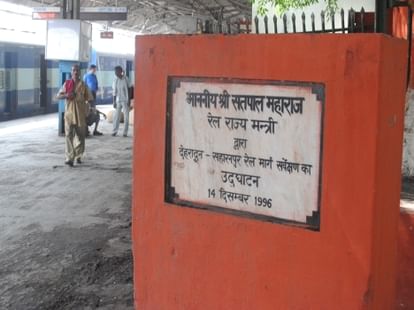 माननीय श्री सतपाल महाराज
रेल राज्य मन्त्री
द्वारा
देहरादून - सहारनपुर रेल मार्ग सर्वेक्षण का
उद्घाटन
14 दिसम्बर 1996